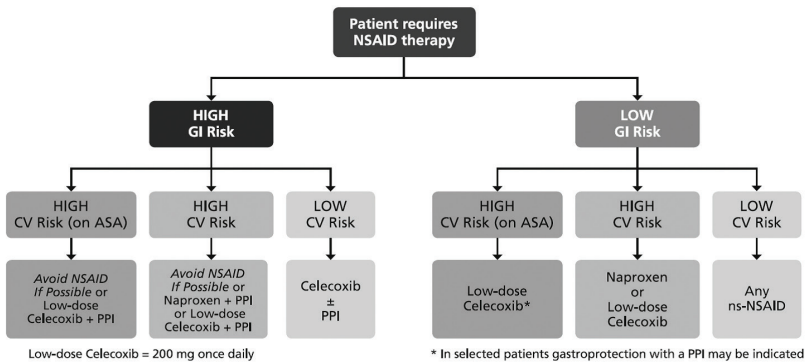 Patient requires
NSAID therapy
HIGH
GI Risk
LOW
GI Risk
HIGH
CV Risk (on ASA)
HIGH
CV Risk
LOW
CV Risk
HIGH
CV Risk (on ASA)
HIGH
CV Risk
LOW
CV Risk
Avoid NSAID
If Possible or
Low-dose
Celecoxib + PPI
Avoid NSAID
If Possible or
Naproxen + PPI
or Low-dose
Celecoxib + PPI
Celecoxib
±
PPI
Low-dose
Celecoxib*
Naproxen
or
Low-dose
Celecoxib
Any
ns-NSAID
Low-dose Celecoxib = 200 mg once daily
* In selected patients gastroprotection with a PPI may be indicated